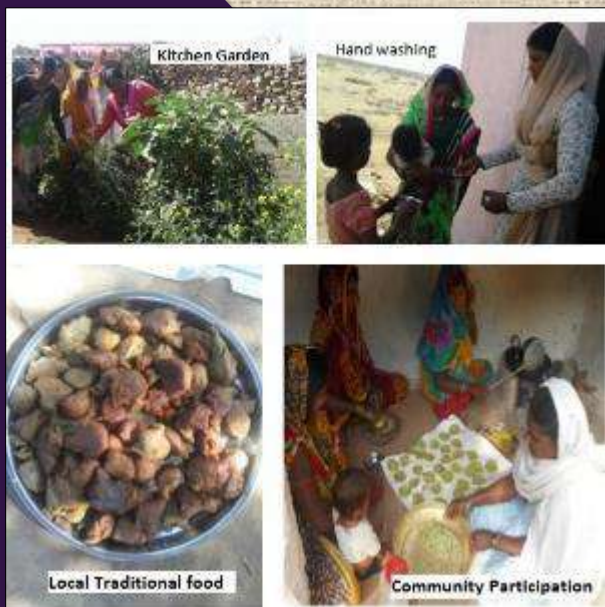 Kitchen Garden
Hand washing
Local Traditional food
Community Participation